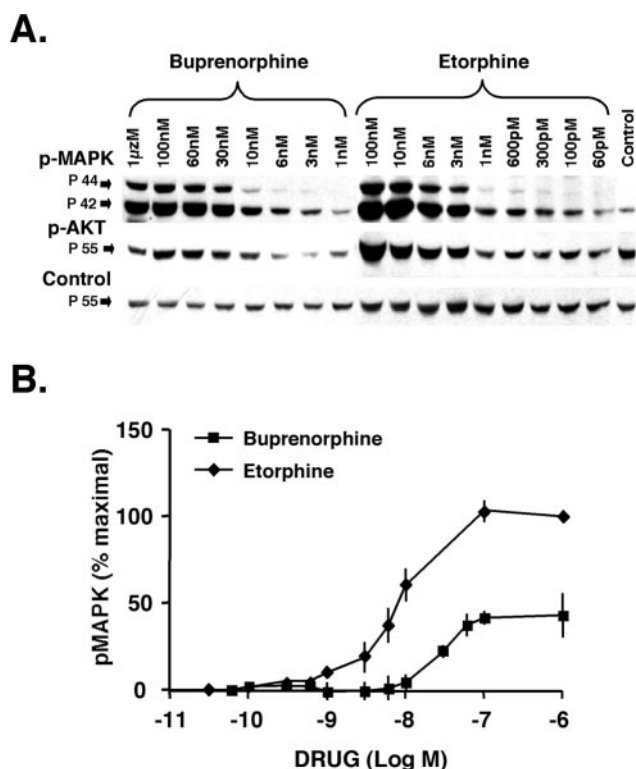 A.
Buprenorphine Etorphine
1µzM 100nM 60nM 30nM 10nM 6nM 3nM 1nM 100nM 10nM 6nM 3nM 1nM 600pM 300pM 100pM 60pM Control
p-MAPK
P 44
P 42
p-AKT
P 55
Control
P 55
B.
150
100
50
0
pMAPK (% maximal)
Buprenorphine
Etorphine
-11 -10 -9 -8 -7 -6
DRUG (Log M)